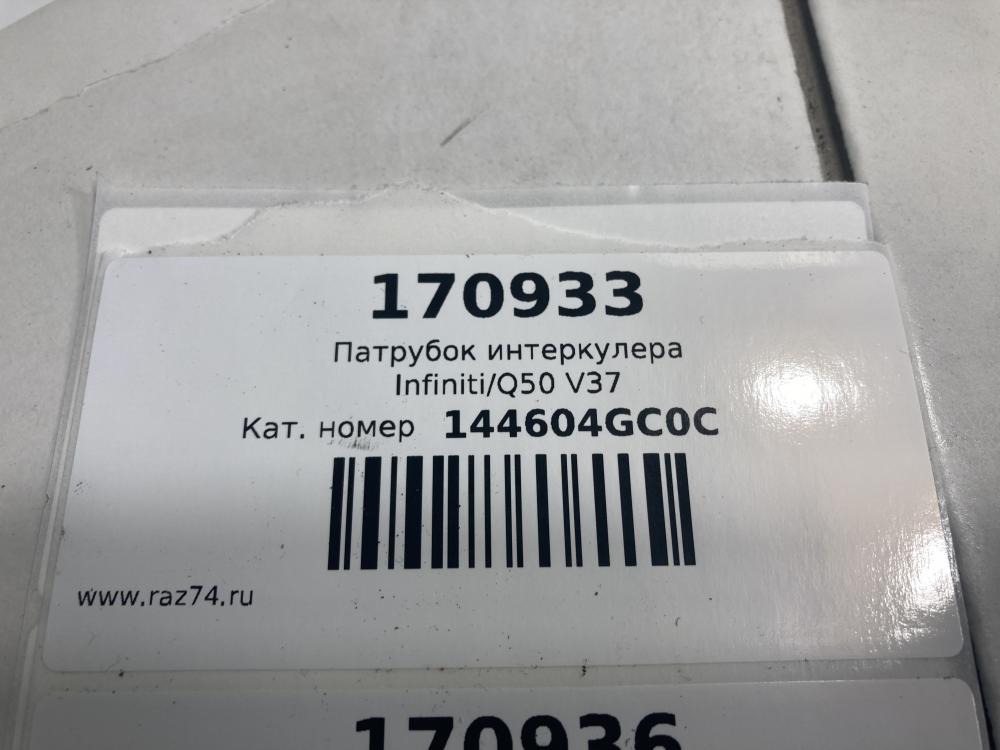 170933
Патрубок интеркулера
Infiniti/Q50 V37
Кат. номер 144604GC0C
www.raz74.ru
170936